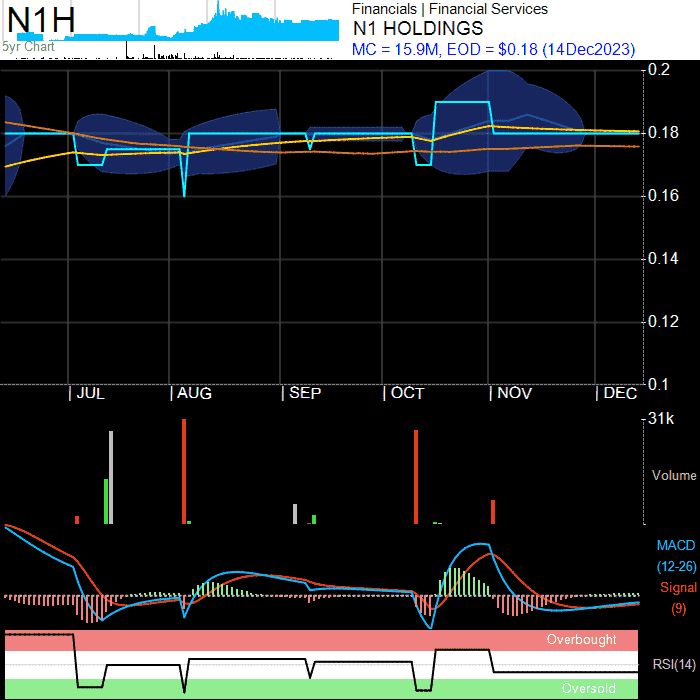 N1H
5yr Chart
Financials | Financial Services
N1 HOLDINGS
MC = 15.9M, EOD = $0.18 (14Dec2023)
0.2
0.18
0.16
0.14
0.12
0.1
JUL AUG SEP OCT NOV DEC
31k
Volume
MACD
(12-26)
Signal
(9)
Overbought
RSI(14)
Oversold